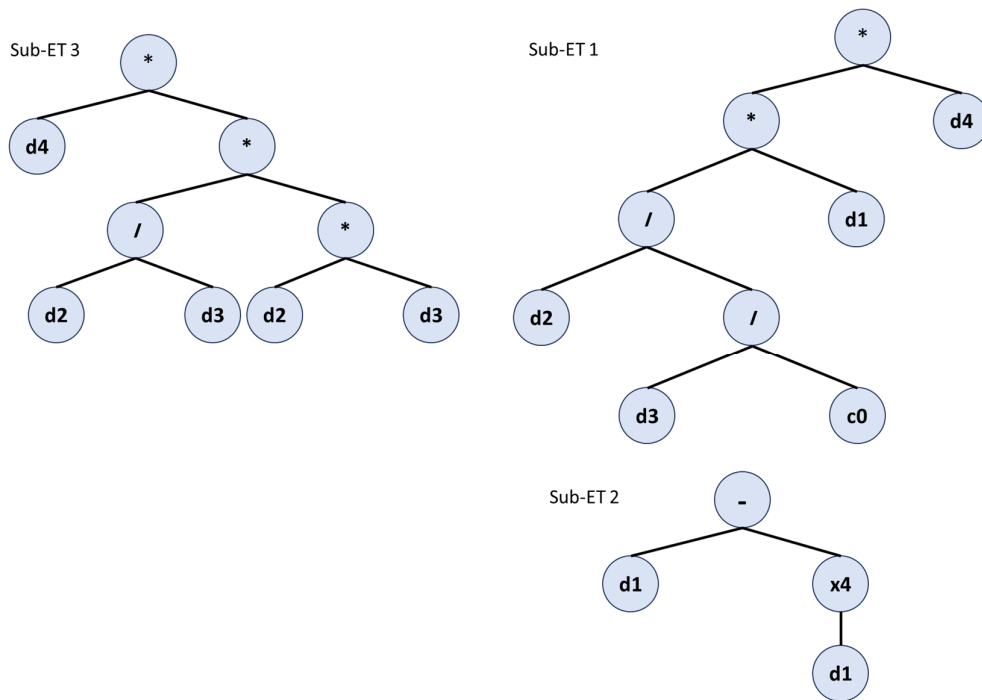 Sub-ET 3
*
d4
*
/
*
d2
d3
d2
d3
Sub-ET 1
*
*
d4
/
d1
d2
/
d3
c0
Sub-ET 2
-
d1
x4
d1